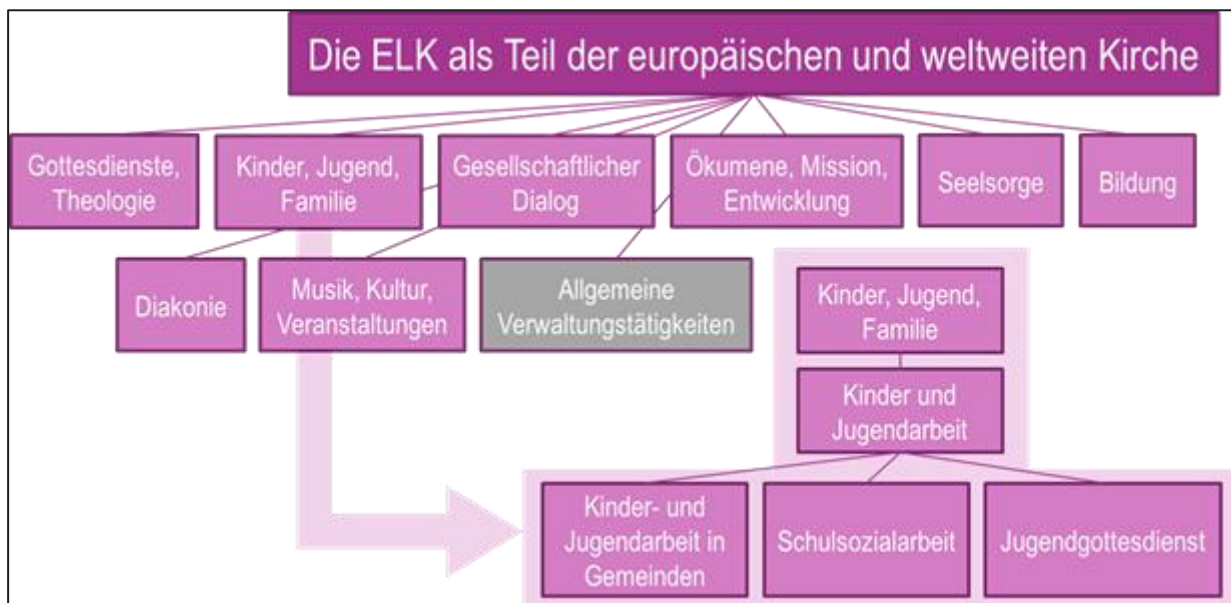 Die ELK als Teil der europäischen und weltweiten Kirche
Gottesdienste,
Theologie
Kinder, Jugend,
Familie
Gesellschaftlicher
Dialog
Ökumene, Mission,
Entwicklung
Seelsorge
Bildung
Diakonie
Musik, Kultur,
Veranstaltungen
Allgemeine
Verwaltungstätigkeiten
Kinder, Jugend,
Familie
Kinder und
Jugendarbeit
Kinder- und
Jugendarbeit in
Gemeinden
Schulsozialarbeit
Jugendgottesdienst